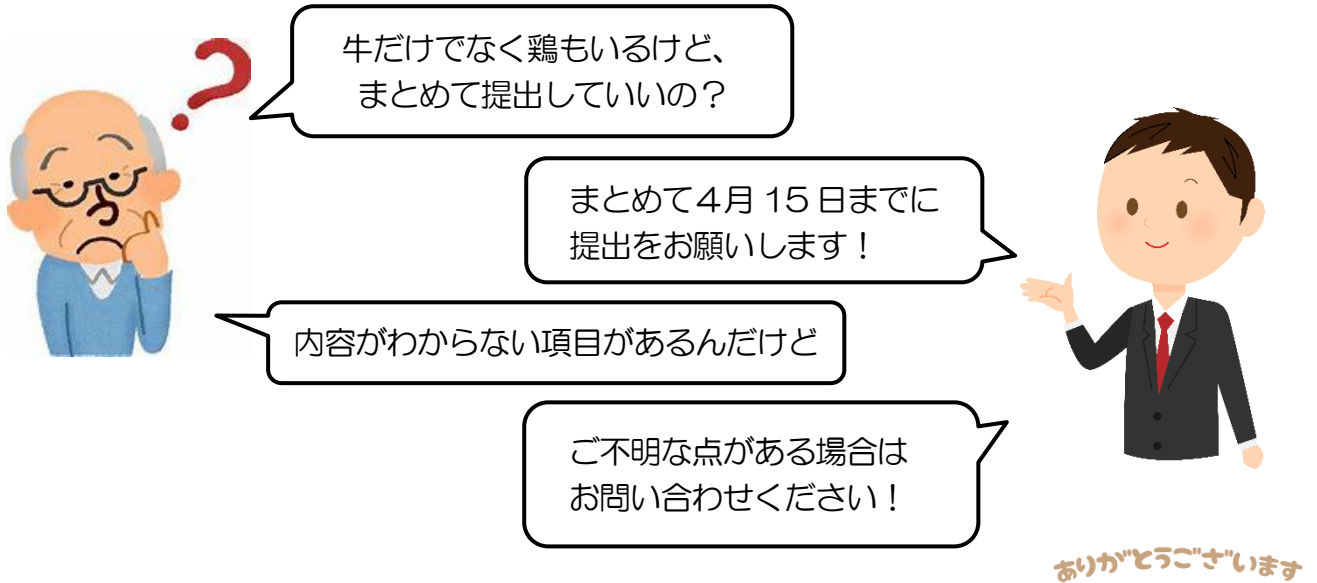 牛だけでなく鶏もいるけど、
まとめて提出していいの？
まとめて４月 15 日までに
提出をお願いします！
内容がわからない項目があるんだけど
ご不明な点がある場合は
お問い合わせください！
ありがとうございます